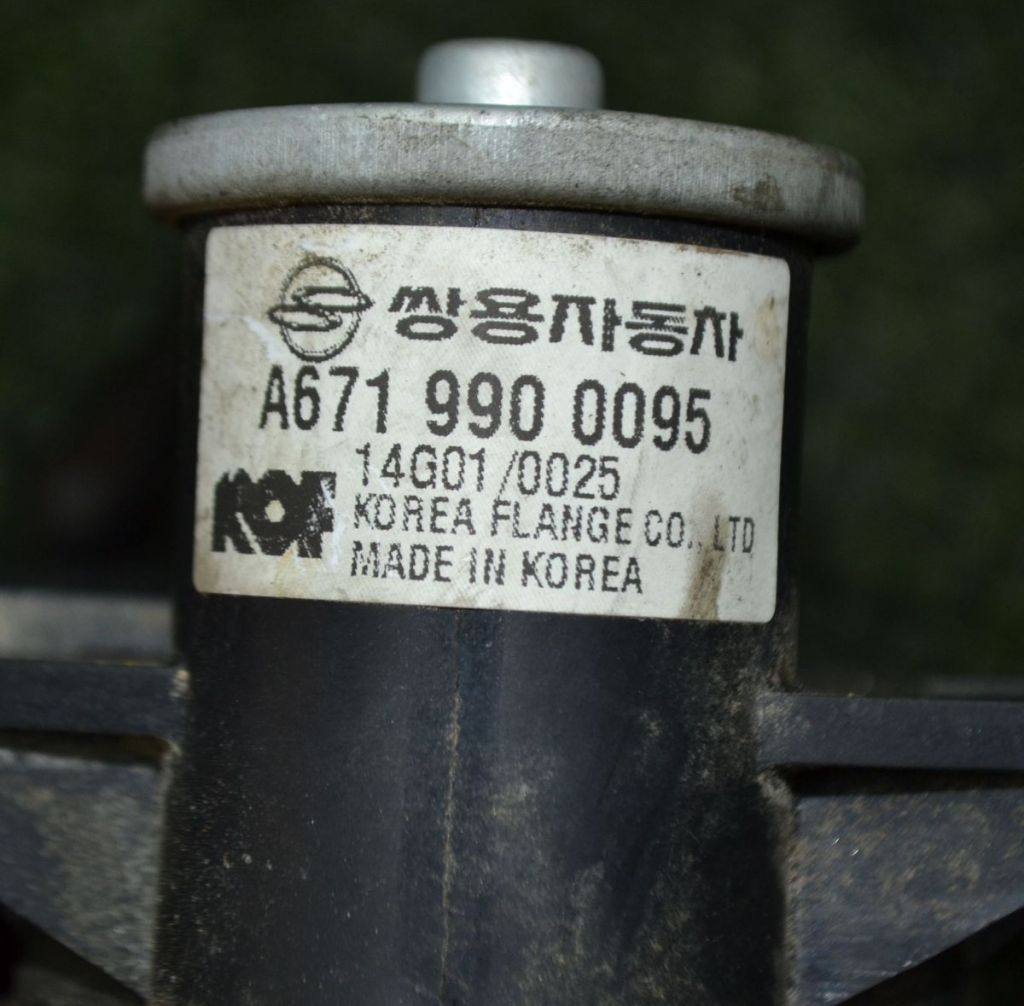 쌍용자동차
A671 990 0095
14G01/0025
KOF KOREA FLANGE CO., LTD
MADE IN KOREA